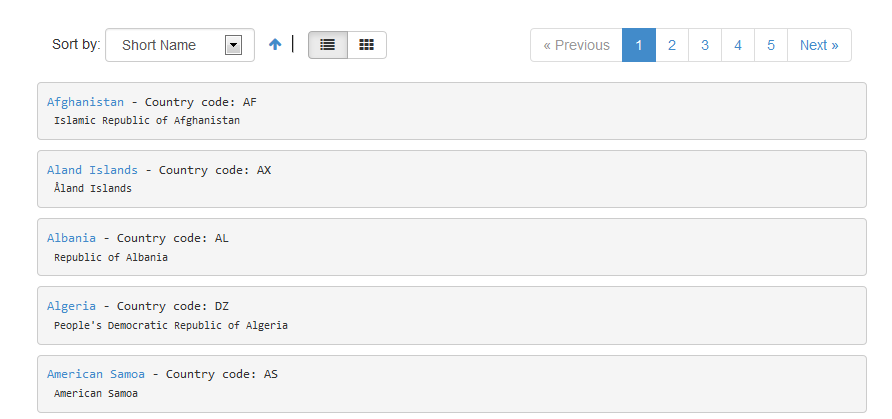 Sort by: Short Name « Previous 1 2 3 4 5 Next »
Afghanistan - Country code: AF
Islamic Republic of Afghanistan
Aland Islands - Country code: AX
Åland Islands
Albania - Country code: AL
Republic of Albania
Algeria - Country code: DZ
People's Democratic Republic of Algeria
American Samoa - Country code: AS
American Samoa